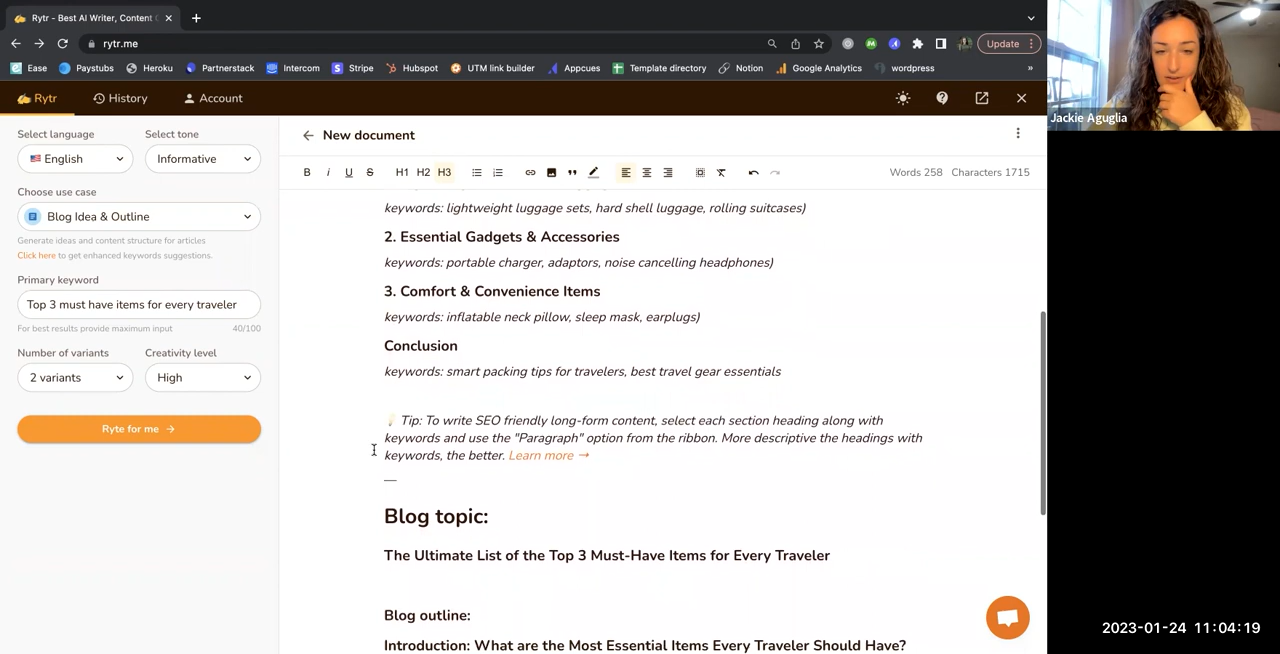 Rytr - Best AI Writer, Content
rytr.me
Update
Ease
Paystubs
Heroku
Partnerstack
Intercom
Stripe
Hubspot
UTM link builder
Appcues
Template directory
Notion
Google Analytics
wordpress
»
Rytr
History
Account
Select language
Select tone
English
Informative
Choose use case
Blog Idea & Outline
Generate ideas and content structure for articles
Click here to get enhanced keywords suggestions.
Primary keyword
Top 3 must have items for every traveler
For best results provide maximum input
40/100
Number of variants
Creativity level
2 variants
High
Ryte for me →
New document
B i U S H1 H2 H3
Words 258 Characters 1715
keywords: lightweight luggage sets, hard shell luggage, rolling suitcases)
2. Essential Gadgets & Accessories
keywords: portable charger, adaptors, noise cancelling headphones)
3. Comfort & Convenience Items
keywords: inflatable neck pillow, sleep mask, earplugs)
Conclusion
keywords: smart packing tips for travelers, best travel gear essentials
💡 Tip: To write SEO friendly long-form content, select each section heading along with
keywords and use the "Paragraph" option from the ribbon. More descriptive the headings with
keywords, the better. Learn more →
—
Blog topic:
The Ultimate List of the Top 3 Must-Have Items for Every Traveler
Blog outline:
Introduction: What are the Most Essential Items Every Traveler Should Have?
Jackie Aguglia
2023-01-24 11:04:19